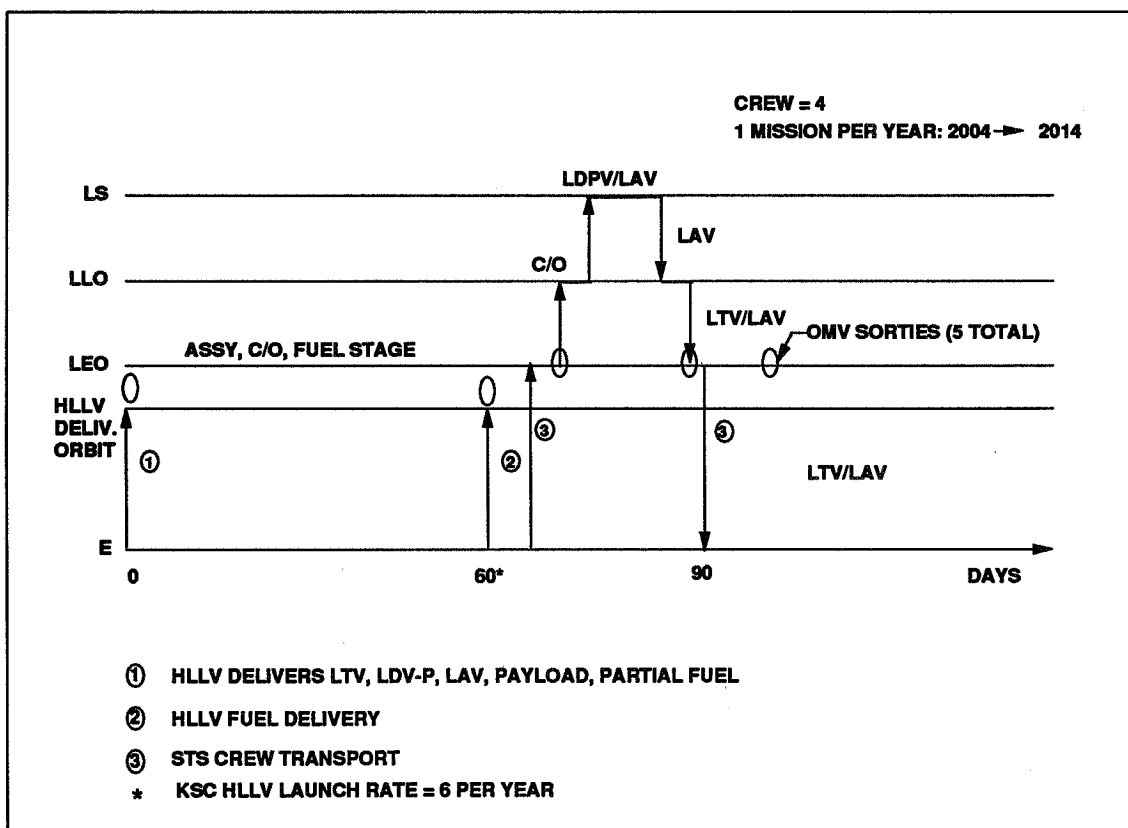 CREW = 4
1 MISSION PER YEAR: 2004 → 2014
LDPV/LAV
LS
LAV
C/O
LLO
LTV/LAV
OMV SORTIES (5 TOTAL)
ASSY, C/O, FUEL STAGE
LEO
HLLV
DELIV.
ORBIT
1
2
3
3
LTV/LAV
E
0
60*
90
DAYS
1 HLLV DELIVERS LTV, LDV-P, LAV, PAYLOAD, PARTIAL FUEL
2 HLLV FUEL DELIVERY
3 STS CREW TRANSPORT
* KSC HLLV LAUNCH RATE = 6 PER YEAR